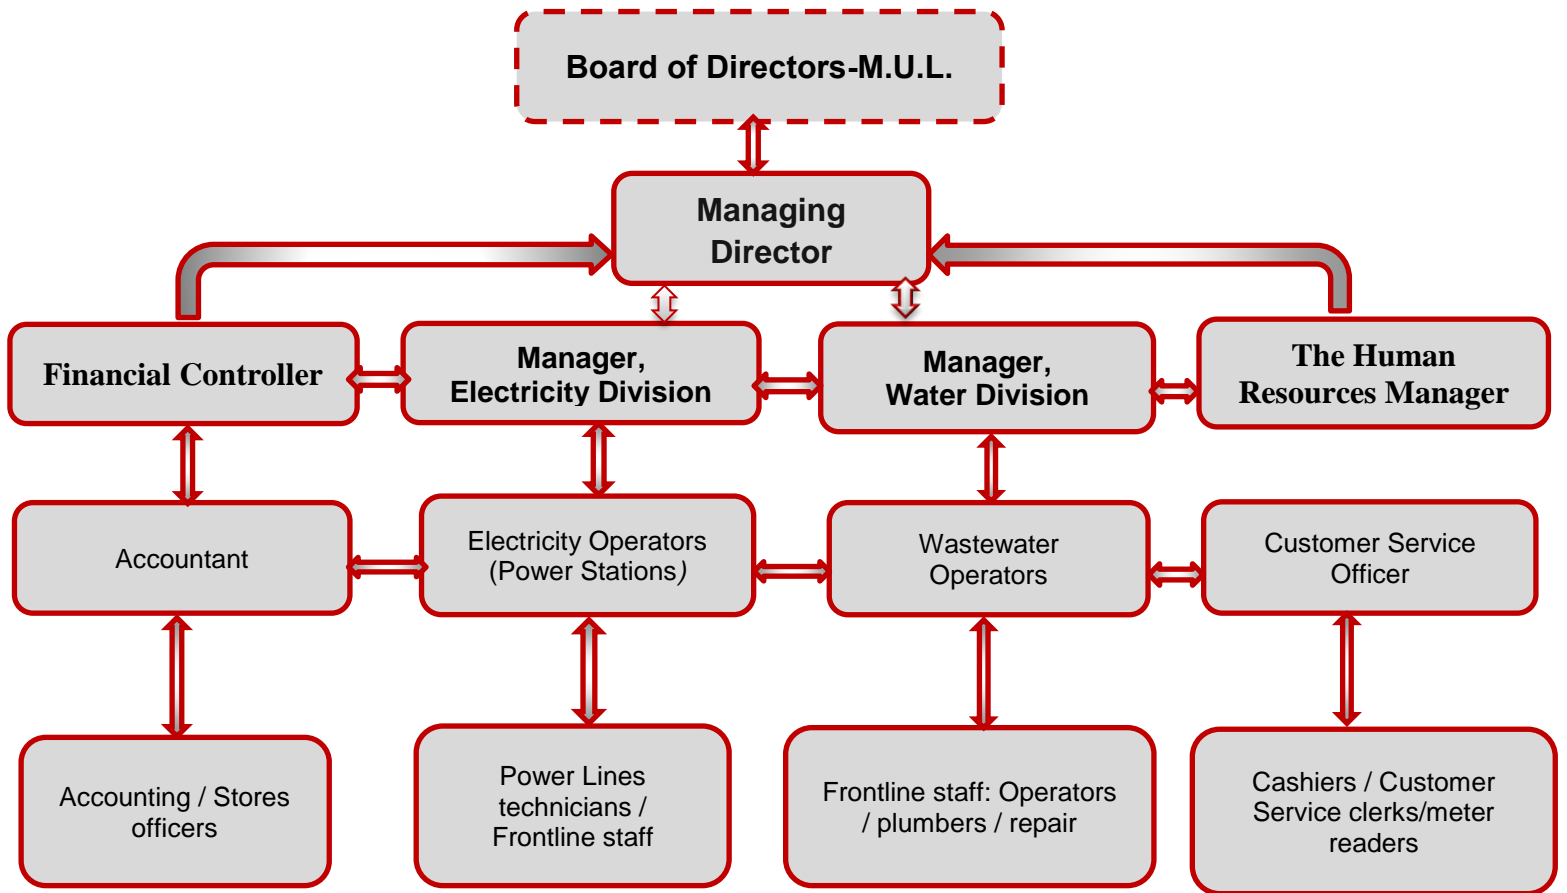 Board of Directors-M.U.L.
Managing
Director
Financial Controller
Manager,
Electricity Division
Manager,
Water Division
The Human
Resources Manager
Accountant
Electricity Operators
(Power Stations)
Wastewater
Operators
Customer Service
Officer
Accounting / Stores
officers
Power Lines
technicians /
Frontline staff
Frontline staff: Operators
/ plumbers / repair
Cashiers / Customer
Service clerks/meter
readers